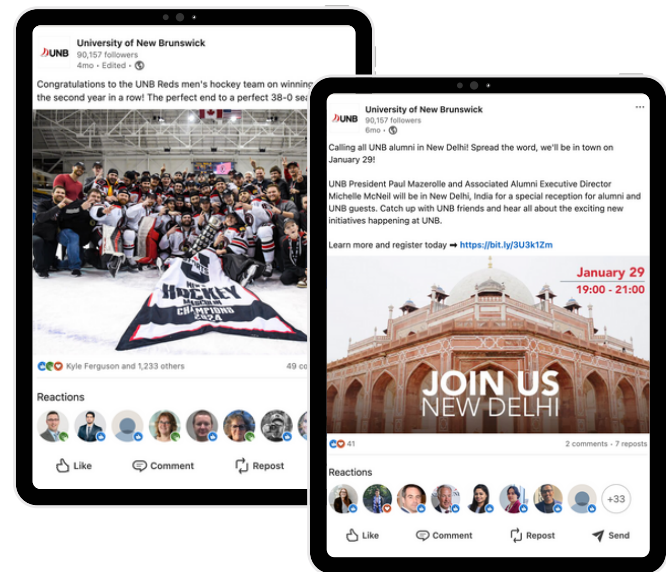 UNB
University of New Brunswick
90,157 followers
4mo • Edited •
Congratulations to the UNB Reds men's hockey team on winning
the second year in a row! The perfect end to a perfect 38-0
HOCKEY
CHAMPIONS
2024
Kyle Ferguson and 1,233 others
49
Reactions
Like
Comment
Repost
UNB
University of New Brunswick
90,157 followers
6mo •
Calling all UNB alumni in New Delhi! Spread the word, we'll be in town on
January 29!
UNB President Paul Mazerolle and Associated Alumni Executive Director
Michelle McNeil will be in New Delhi, India for a special reception for alumni and
UNB guests. Catch up with UNB friends and hear all about the exciting new
initiatives happening at UNB.
Learn more and register today ➡ https://bit.ly/3U3k1Zm
January 29
19:00 - 21:00
JOIN US
NEW DELHI
41
2 comments • 7 reposts
Reactions
+33
Like
Comment
Repost
Send